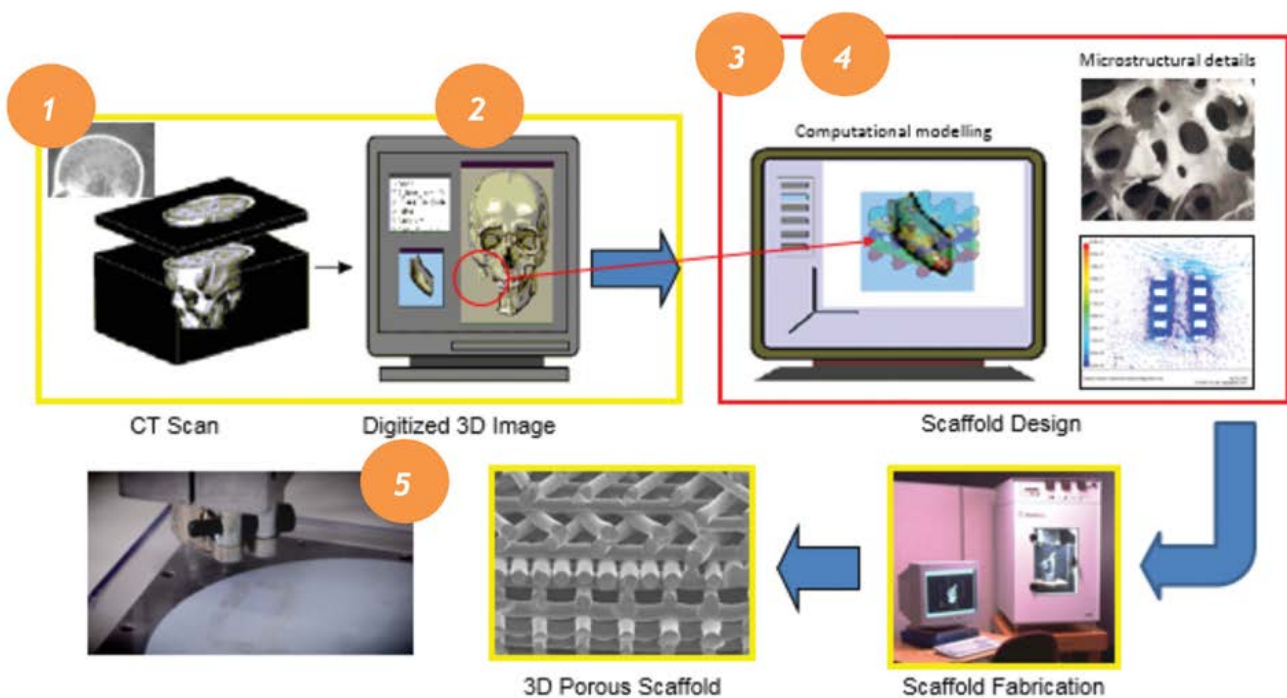 1
2
3
4
Microstructural details
Computational modelling
CT Scan
Digitized 3D Image
Scaffold Design
5
3D Porous Scaffold
Scaffold Fabrication